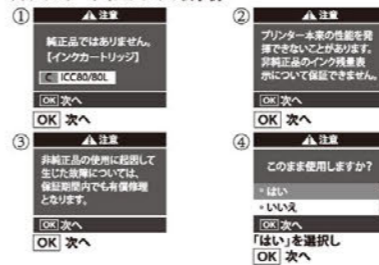 ①
⚠注意
純正品ではありません。
【インクカートリッジ】
C ICC80/80L
OK 次へ
OK 次へ
②
⚠注意
プリンター本来の性能を発
揮できないことがあります。
非純正品のインク残量表
示について保証できません。
OK 次へ
OK 次へ
③
⚠注意
非純正品の使用に起因して
生じた故障については、
保証期間内でも有償修理
となります。
OK 次へ
OK 次へ
④
⚠注意
このまま使用しますか?
・はい
・いいえ
OK 次へ
「はい」を選択し
OK 次へ